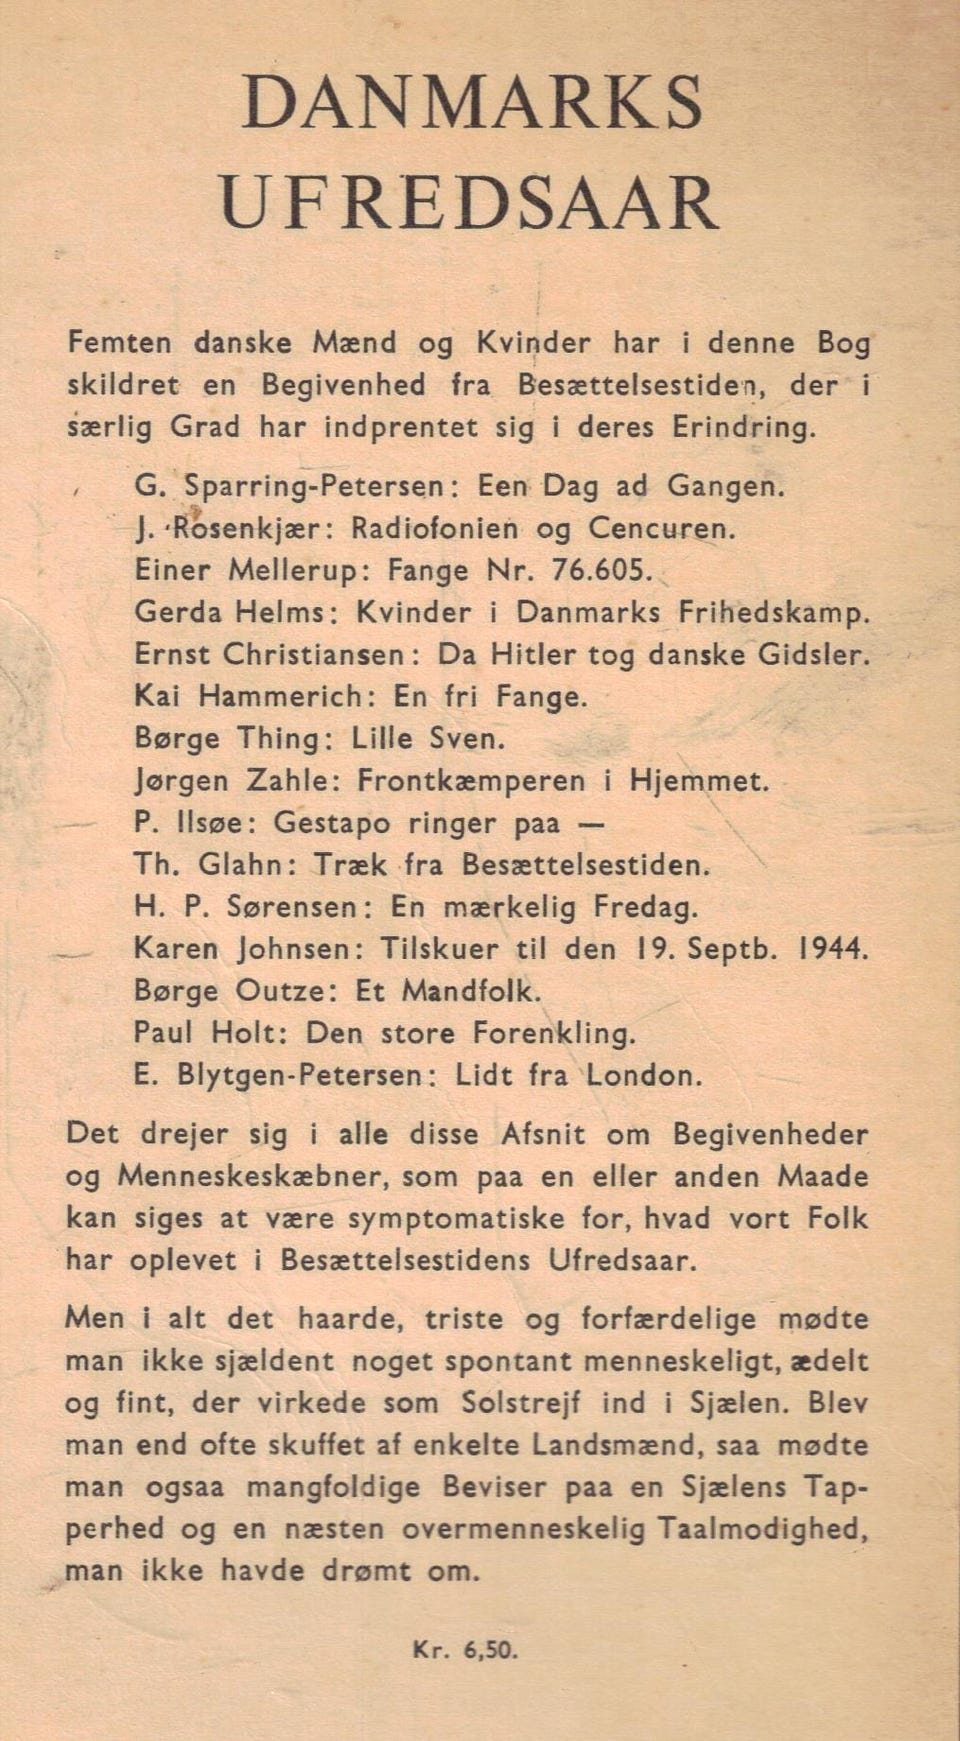 DANMARKS
UFREDSAAR
Femten danske Mænd og Kvinder har i denne Bog
skildret en Begivenhed fra Besættelsestiden, der i
særlig Grad har indprentet sig i deres Erindring.
G. Sparring-Petersen: Een Dag ad Gangen.
J. Rosenkjær: Radiofonien og Cencuren.
Einer Mellerup: Fange Nr. 76.605.
Gerda Helms: Kvinder i Danmarks Frihedskamp.
Ernst Christiansen: Da Hitler tog danske Gidsler.
Kai Hammerich: En fri Fange.
Børge Thing: Lille Sven.
Jørgen Zahle: Frontkæmperen i Hjemmet.
P. Ilsøe: Gestapo ringer paa —
Th. Glahn: Træk fra Besættelsestiden.
H. P. Sørensen: En mærkelig Fredag.
Karen Johnsen: Tilskuer til den 19. Septb. 1944.
Børge Outze: Et Mandfolk.
Paul Holt: Den store Forenkling.
E. Blytgen-Petersen: Lidt fra London.
Det drejer sig i alle disse Afsnit om Begivenheder
og Menneskeskæbner, som paa en eller anden Maade
kan siges at være symptomatiske for, hvad vort Folk
har oplevet i Besættelsestidens Ufredsaar.
Men i alt det haarde, triste og forfærdelige mødte
man ikke sjældent noget spontant menneskeligt, ædelt
og fint, der virkede som Solstrejf ind i Sjælen. Blev
man end ofte skuffet af enkelte Landsmænd, saa mødte
man ogsaa mangfoldige Beviser paa en Sjælens Tap-
perhed og en næsten overmenneskelig Taalmodighed,
man ikke havde drømt om.
Kr. 6,50.